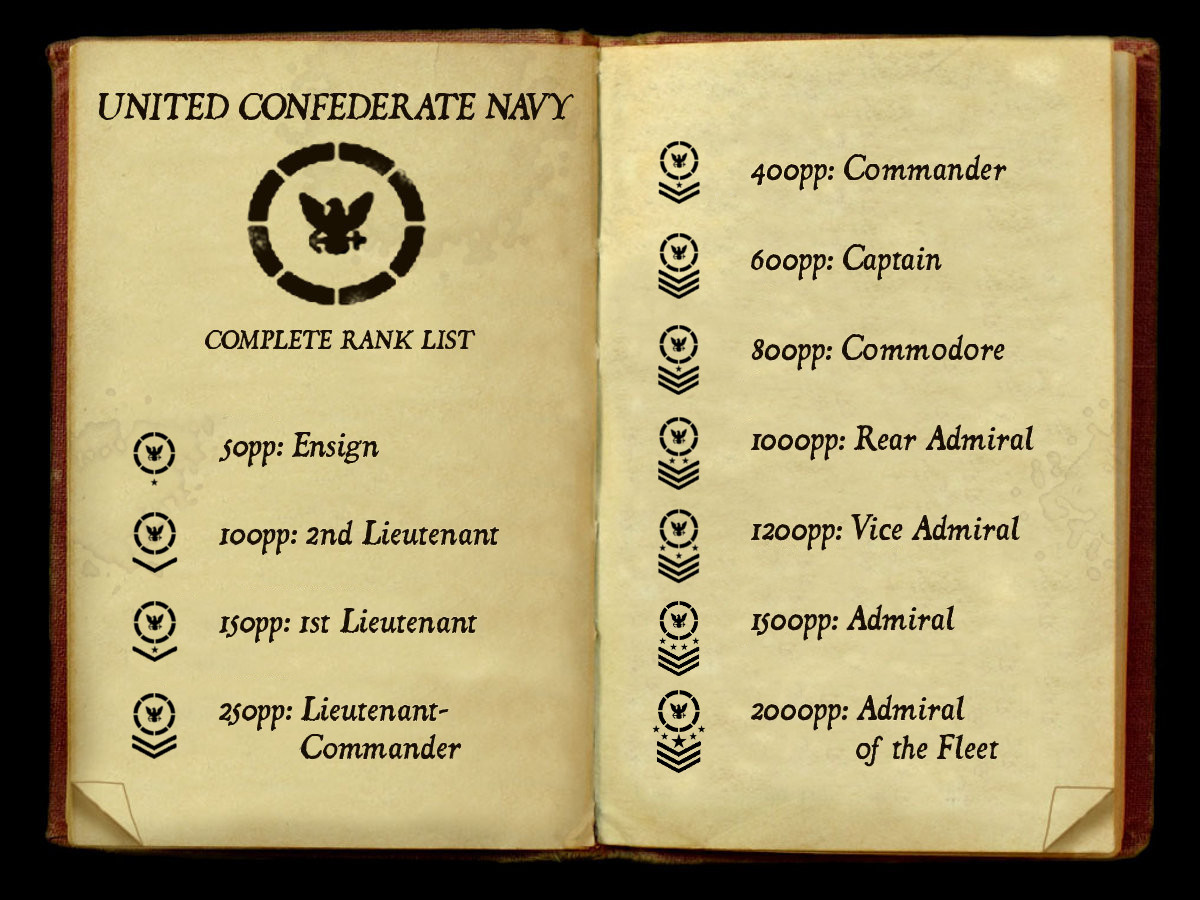 UNITED CONFEDERATE NAVY
COMPLETE RANK LIST
50pp: Ensign
100pp: 2nd Lieutenant
150pp: 1st Lieutenant
250pp: Lieutenant-
Commander
400pp: Commander
600pp: Captain
800pp: Commodore
1000pp: Rear Admiral
1200pp: Vice Admiral
1500pp: Admiral
2000pp: Admiral
of the Fleet